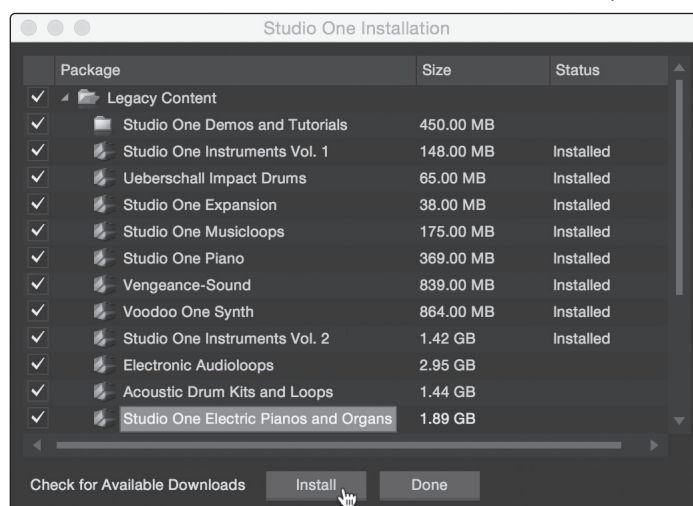 Studio One Installation
Package Size Status
Legacy Content
Studio One Demos and Tutorials 450.00 MB
Studio One Instruments Vol. 1 148.00 MB Installed
Ueberschall Impact Drums 65.00 MB Installed
Studio One Expansion 38.00 MB Installed
Studio One Musicloops 175.00 MB Installed
Studio One Piano 369.00 MB Installed
Vengeance-Sound 839.00 MB Installed
Voodoo One Synth 864.00 MB Installed
Studio One Instruments Vol. 2 1.42 GB Installed
Electronic Audioloops 2.95 GB
Acoustic Drum Kits and Loops 1.44 GB
Studio One Electric Pianos and Organs 1.89 GB
Check for Available Downloads Install Done